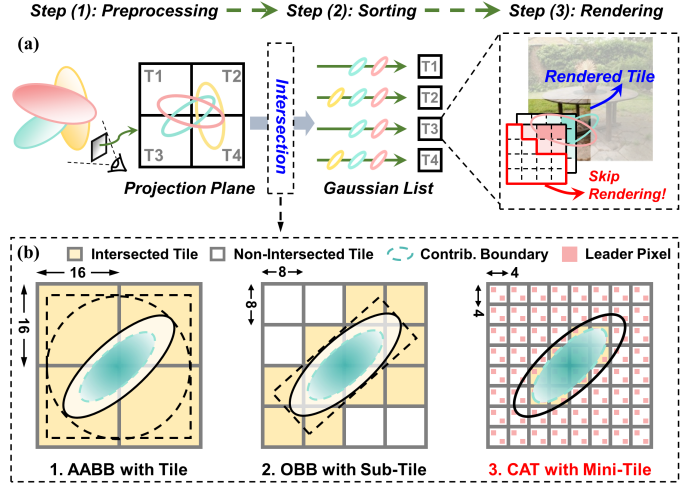 Step (1): Preprocessing
Step (2): Sorting
Step (3): Rendering
(a)
T1
T2
T3
T4
Projection Plane
Intersection
T1
T2
T3
T4
Gaussian List
Rendered Tile
Skip
Rendering!
(b)
Intersected Tile
Non-Intersected Tile
Contrib. Boundary
Leader Pixel
16
16
8
8
4
4
1. AABB with Tile
2. OBB with Sub-Tile
3. CAT with Mini-Tile